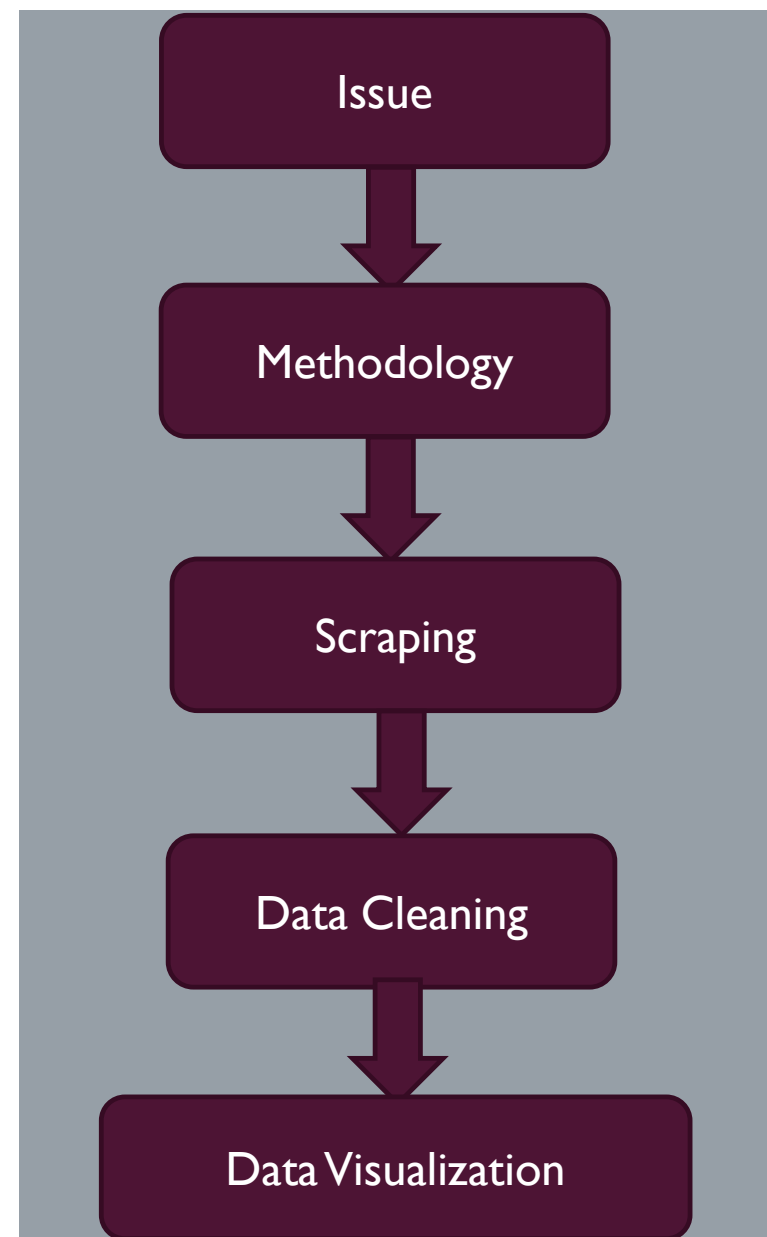 Issue
Methodology
Scraping
Data Cleaning
Data Visualization